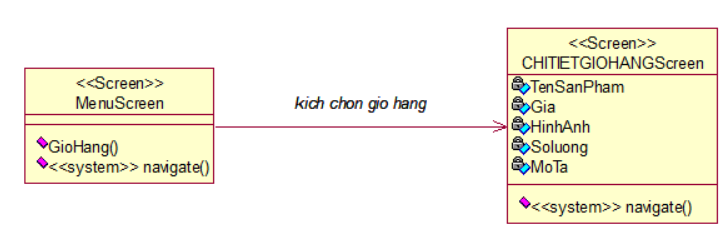 <<Screen>>
MenuScreen
GioHang()
<<system>> navigate()
kich chon gio hang
<<Screen>>
CHITIETGIOHANGScreen
TenSanPham
Gia
HinhAnh
Soluong
MoTa
<<system>> navigate()